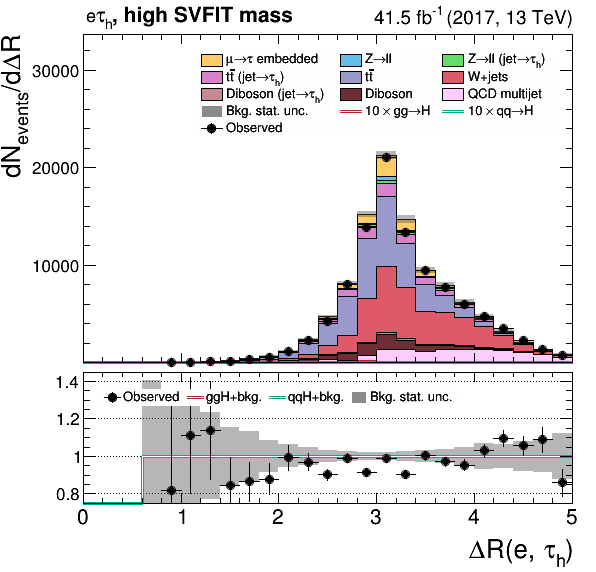 eτh, high SVFIT mass 41.5 fb-1 (2017, 13 TeV)
dNevents/dΔR
30000
20000
10000
μ→τ embedded Z→ll Z→ll (jet→τh)
tt̄ (jet→τh) tt̄ W+jets
Diboson (jet→τh) Diboson QCD multijet
Bkg. stat. unc. 10×gg→H 10×qq→H
Observed
1.4
1.2
1
0.8
Observed ggH+bkg. qqH+bkg. Bkg. stat. unc.
0 1 2 3 4 5
ΔR(e, τh)